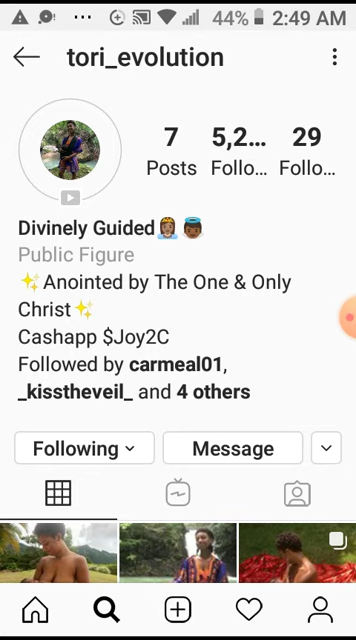 44% 2:49 AM
tori_evolution
7 5,2... 29
Posts Follo... Follo...
Divinely Guided👸🏽😇
Public Figure
✨Anointed by The One & Only
Christ✨
Cashapp $Joy2C
Followed by carmeal01,
_kisstheveil_ and 4 others
Following Message